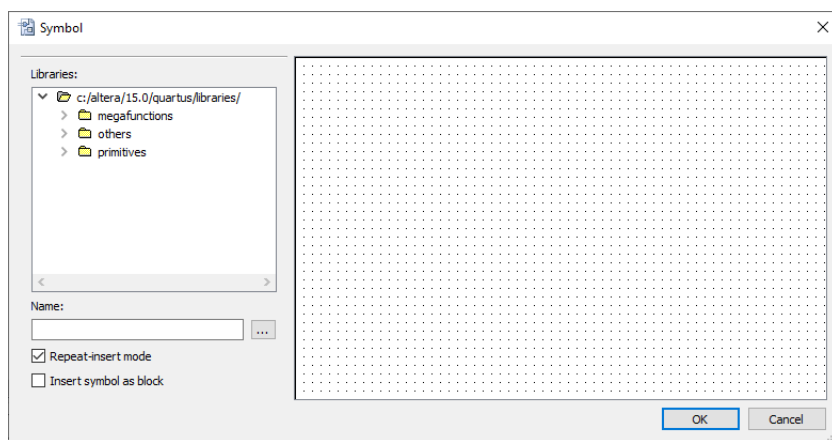 Symbol
Libraries:
c:/altera/15.0/quartus/libraries/
megafunctions
others
primitives
Name:
...
Repeat-insert mode
Insert symbol as block
OK
Cancel